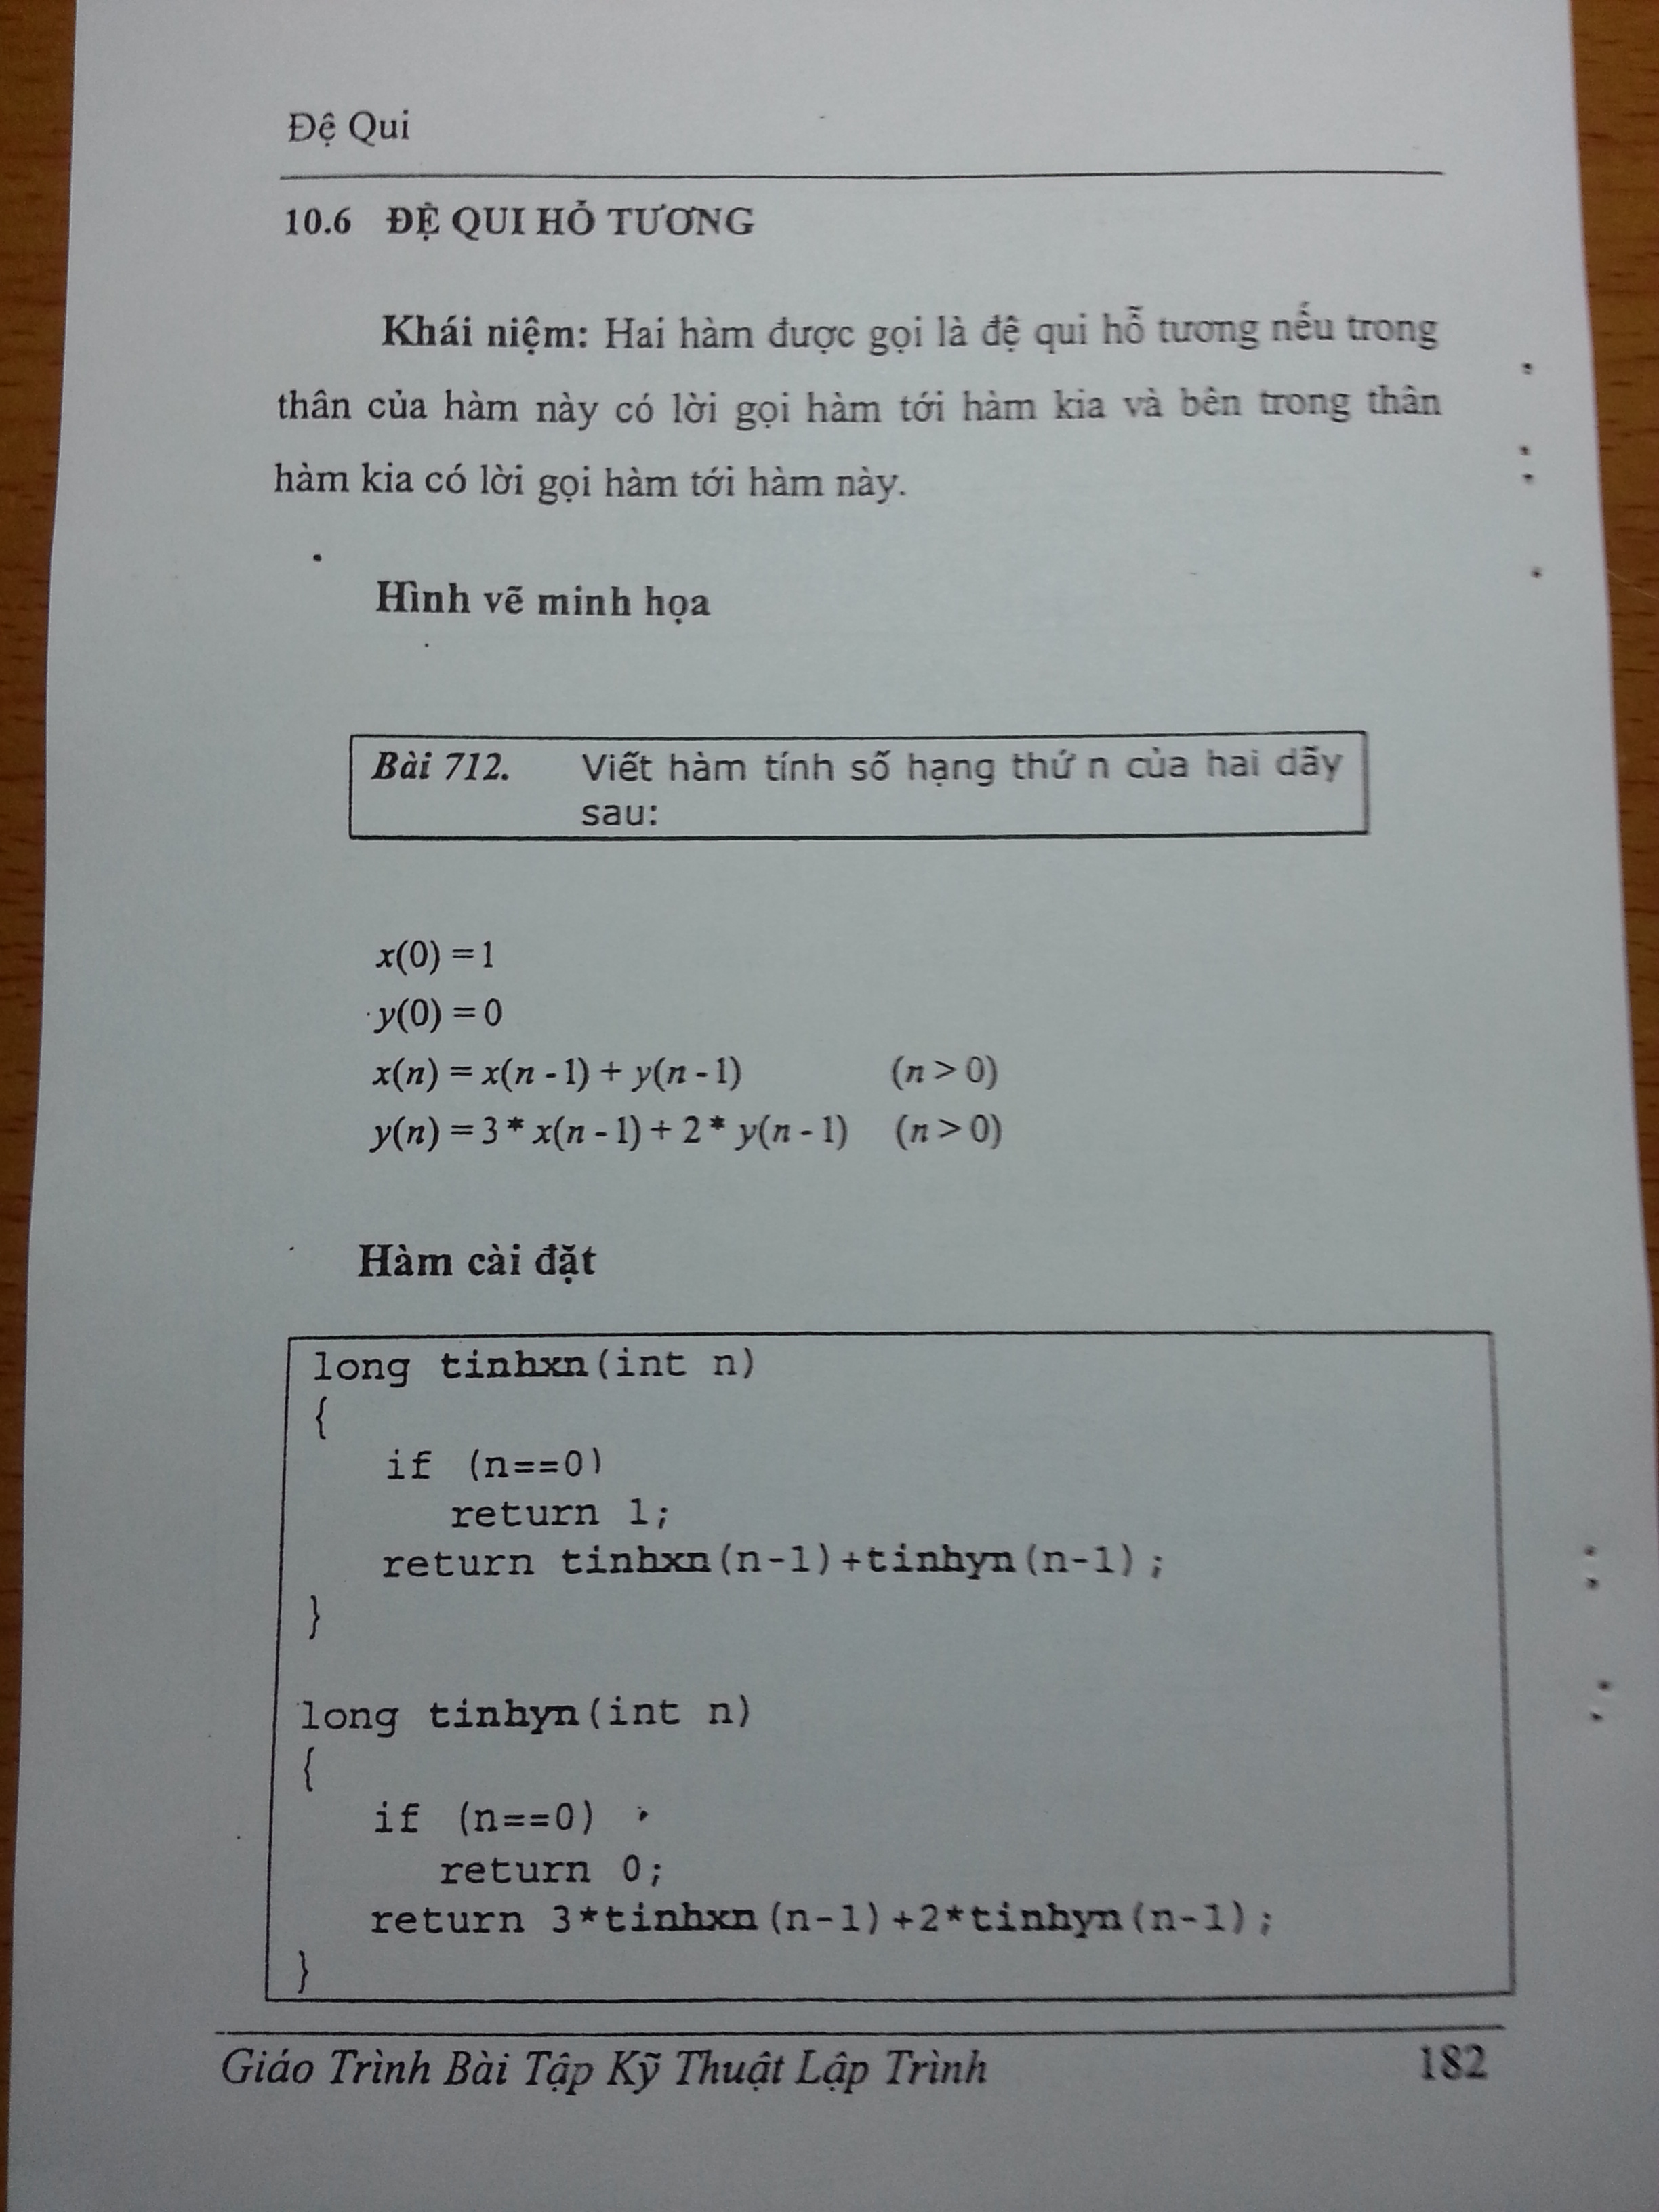 Đệ Qui
10.6 ĐỆ QUI HỖ TƯƠNG
Khái niệm: Hai hàm được gọi là đệ qui hỗ tương nếu trong
thân của hàm này có lời gọi hàm tới hàm kia và bên trong thân
hàm kia có lời gọi hàm tới hàm này.
Hình vẽ minh họa
Bài 712. Viết hàm tính số hạng thứ n của hai dãy
sau:
x(0) = 1
y(0) = 0
x(n) = x(n - 1) + y(n - 1) (n > 0)
y(n) = 3 * x(n - 1) + 2 * y(n - 1) (n > 0)
Hàm cài đặt
long tinhxn(int n)
{
if (n==0)
return 1;
return tinhxn(n-1)+tinhyn(n-1);
}
long tinhyn(int n)
{
if (n==0)
return 0;
return 3*tinhxn(n-1)+2*tinhyn(n-1);
}
Giáo Trình Bài Tập Kỹ Thuật Lập Trình 182